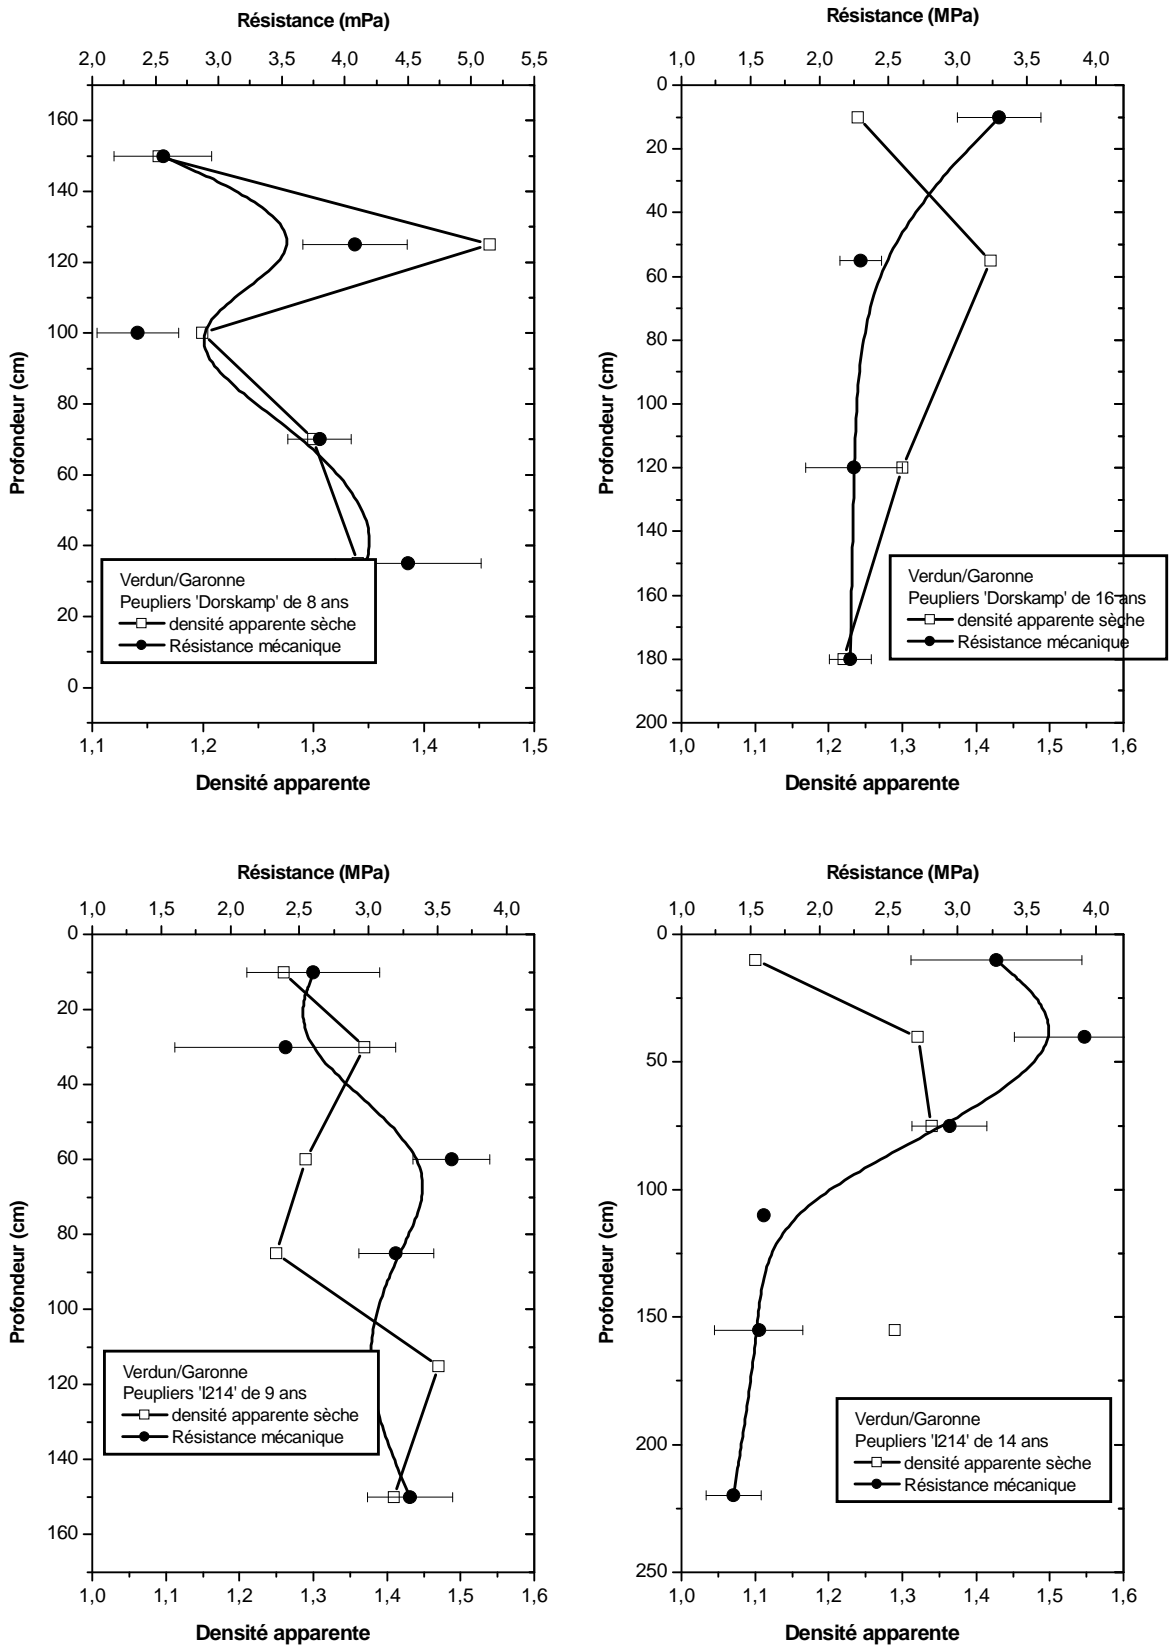 Résistance (mPa)
2,0 2,5 3,0 3,5 4,0 4,5 5,0 5,5
160
140
120
100
80
60
40
20
0
Profondeur (cm)
Verdun/Garonne
Peupliers 'Dorskamp' de 8 ans
densité apparente sèche
Résistance mécanique
1,1 1,2 1,3 1,4 1,5
Densité apparente
Résistance (MPa)
1,0 1,5 2,0 2,5 3,0 3,5 4,0
0
20
40
60
80
100
120
140
160
180
200
Profondeur (cm)
Verdun/Garonne
Peupliers 'Dorskamp' de 16 ans
densité apparente sèche
Résistance mécanique
1,0 1,1 1,2 1,3 1,4 1,5 1,6
Densité apparente
Résistance (MPa)
1,0 1,5 2,0 2,5 3,0 3,5 4,0
0
20
40
60
80
100
120
140
160
Profondeur (cm)
Verdun/Garonne
Peupliers 'I214' de 9 ans
densité apparente sèche
Résistance mécanique
1,0 1,1 1,2 1,3 1,4 1,5 1,6
Densité apparente
Résistance (MPa)
1,0 1,5 2,0 2,5 3,0 3,5 4,0
0
50
100
150
200
250
Profondeur (cm)
Verdun/Garonne
Peupliers 'I214' de 14 ans
densité apparente sèche
Résistance mécanique
1,0 1,1 1,2 1,3 1,4 1,5 1,6
Densité apparente